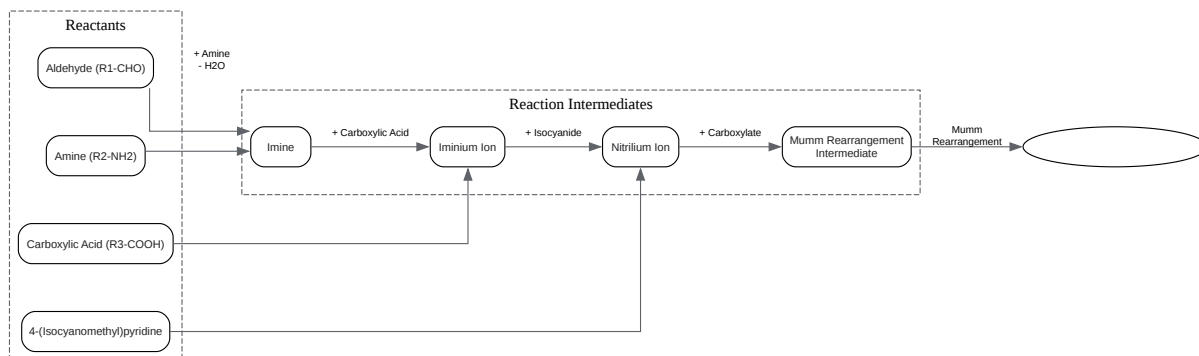 Reactants
Aldehyde (R1-CHO)
+ Amine
- H2O
Reaction Intermediates
Amine (R2-NH2)
Imine
+ Carboxylic Acid
Iminium Ion
+ Isocyanide
Nitrilium Ion
+ Carboxylate
Mumm Rearrangement
Intermediate
Mumm
Rearrangement
Carboxylic Acid (R3-COOH)
4-(Isocyanomethyl)pyridine